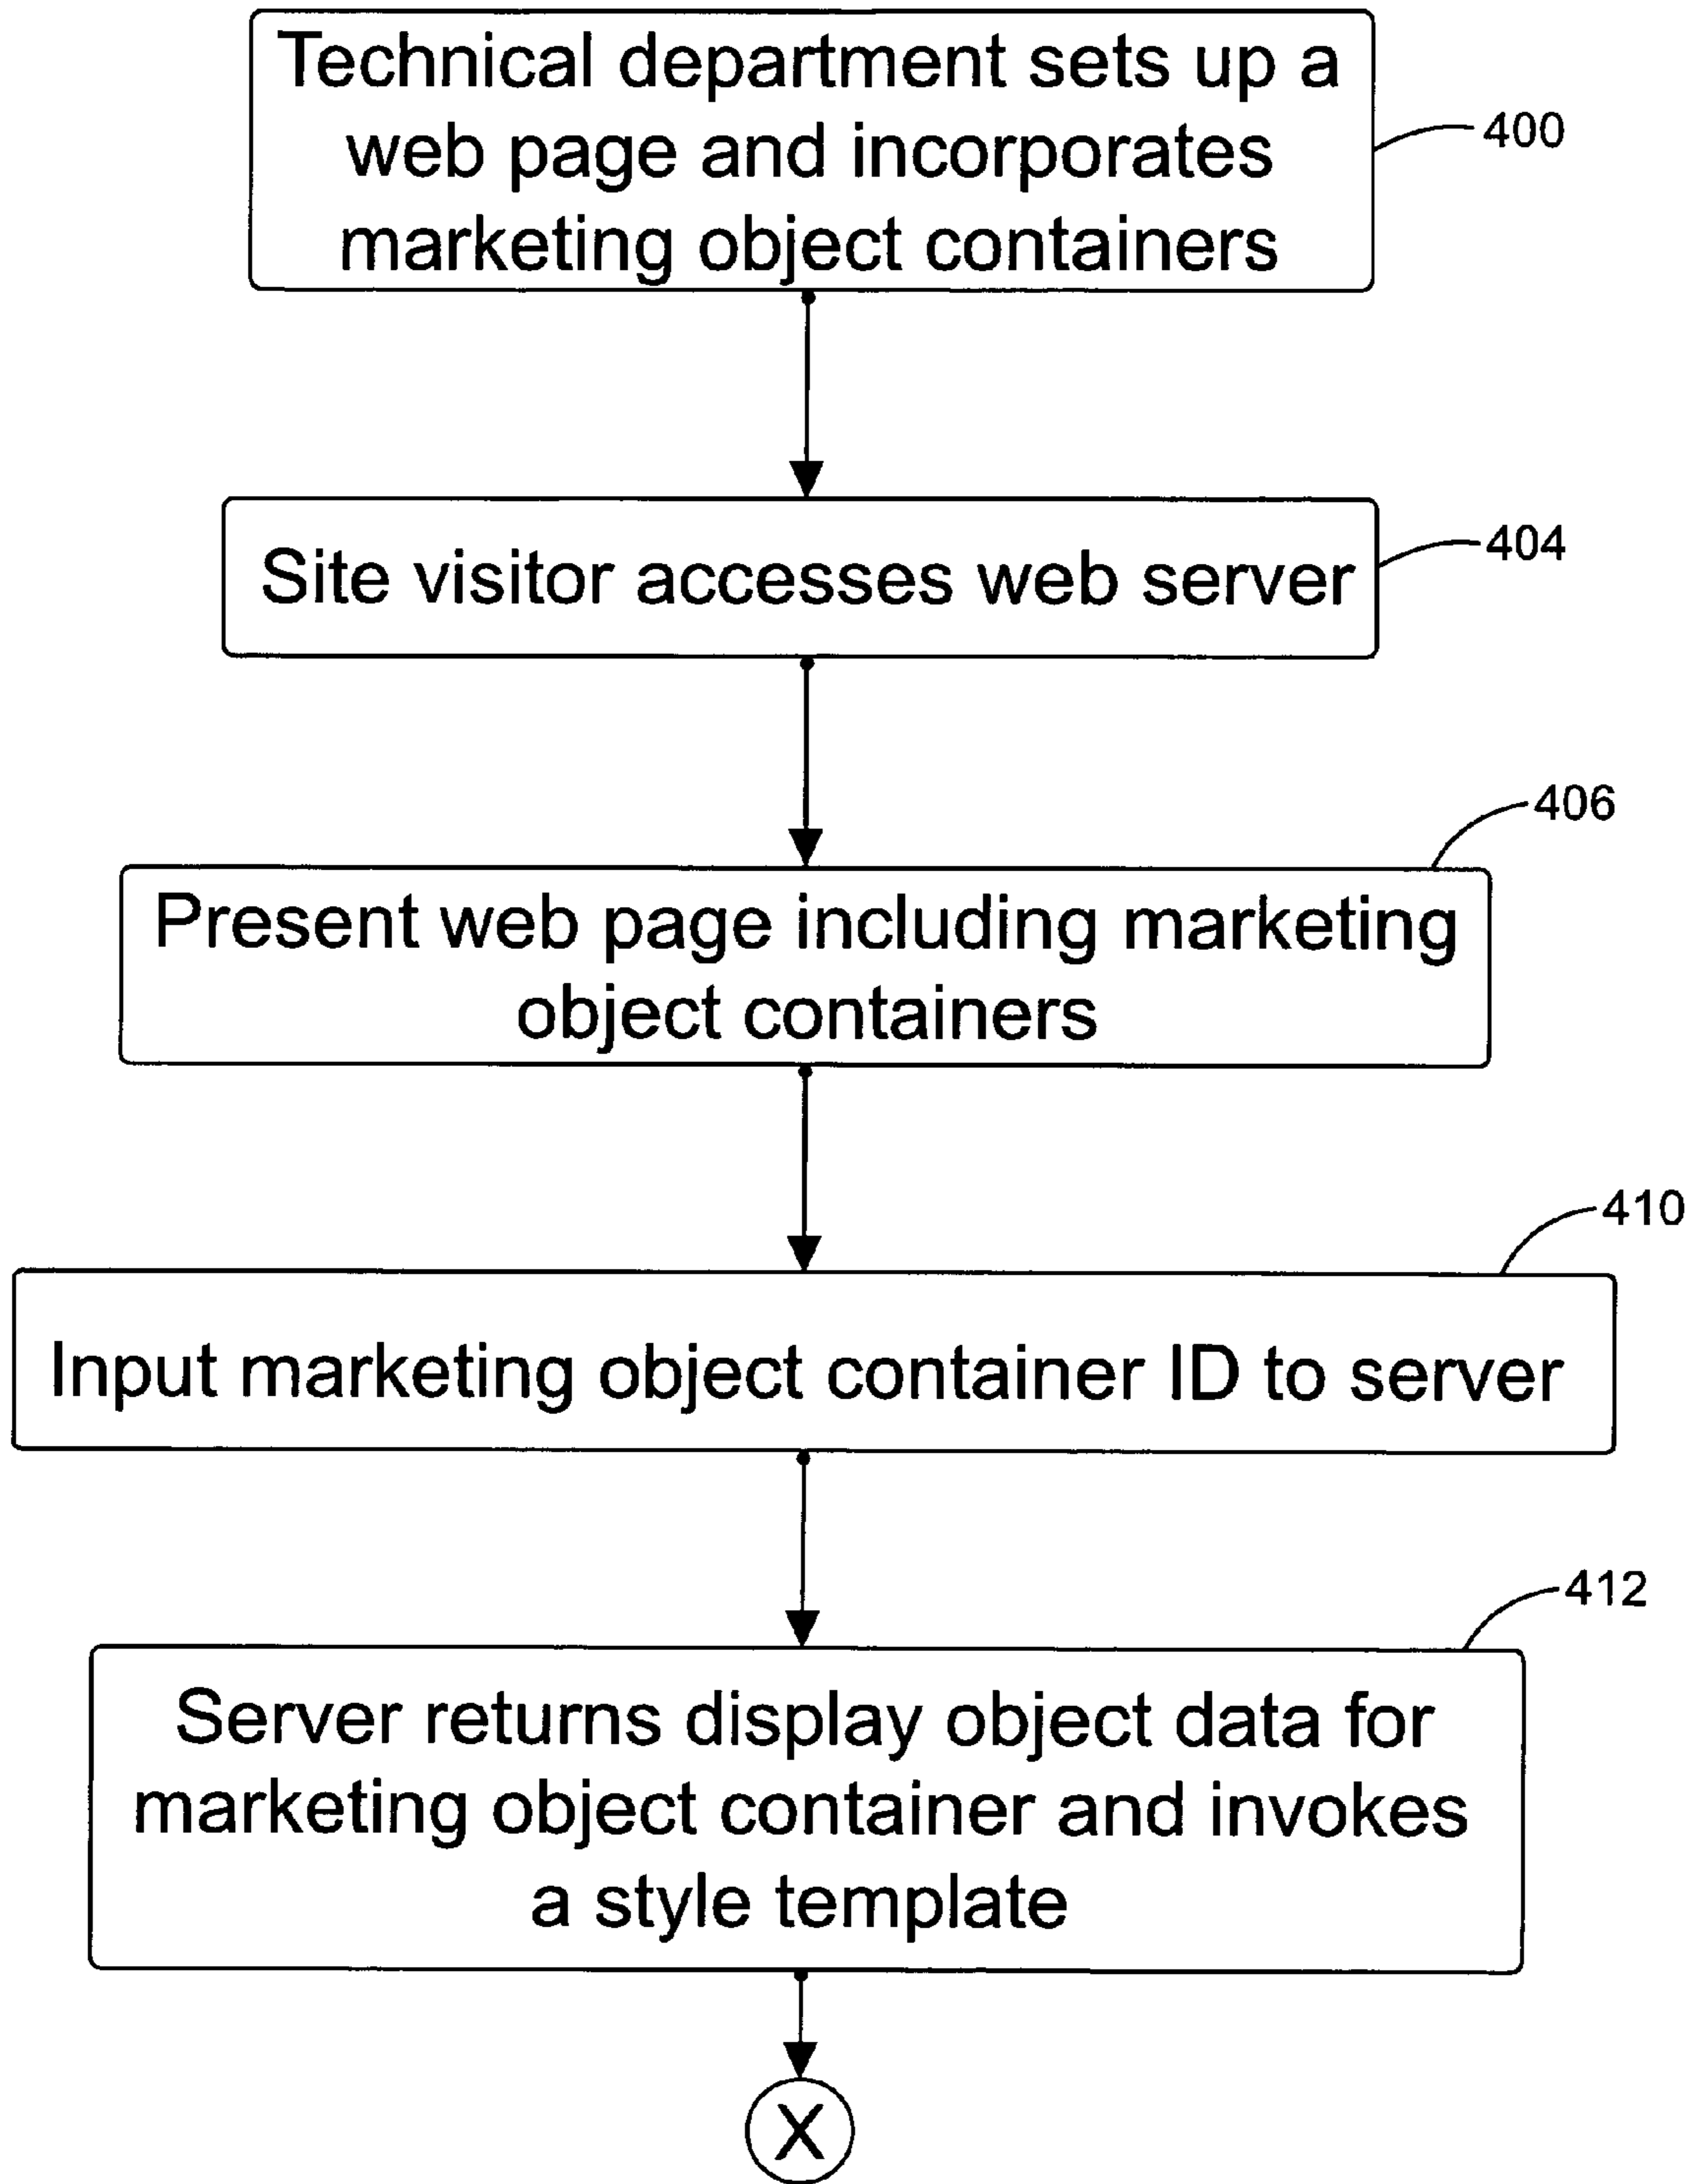 Technical department sets up a
web page and incorporates
marketing object containers
400
Site visitor accesses web server
404
406
Present web page including marketing
object containers
410
Input marketing object container ID to server
412
Server returns display object data for
marketing object container and invokes
a style template
X